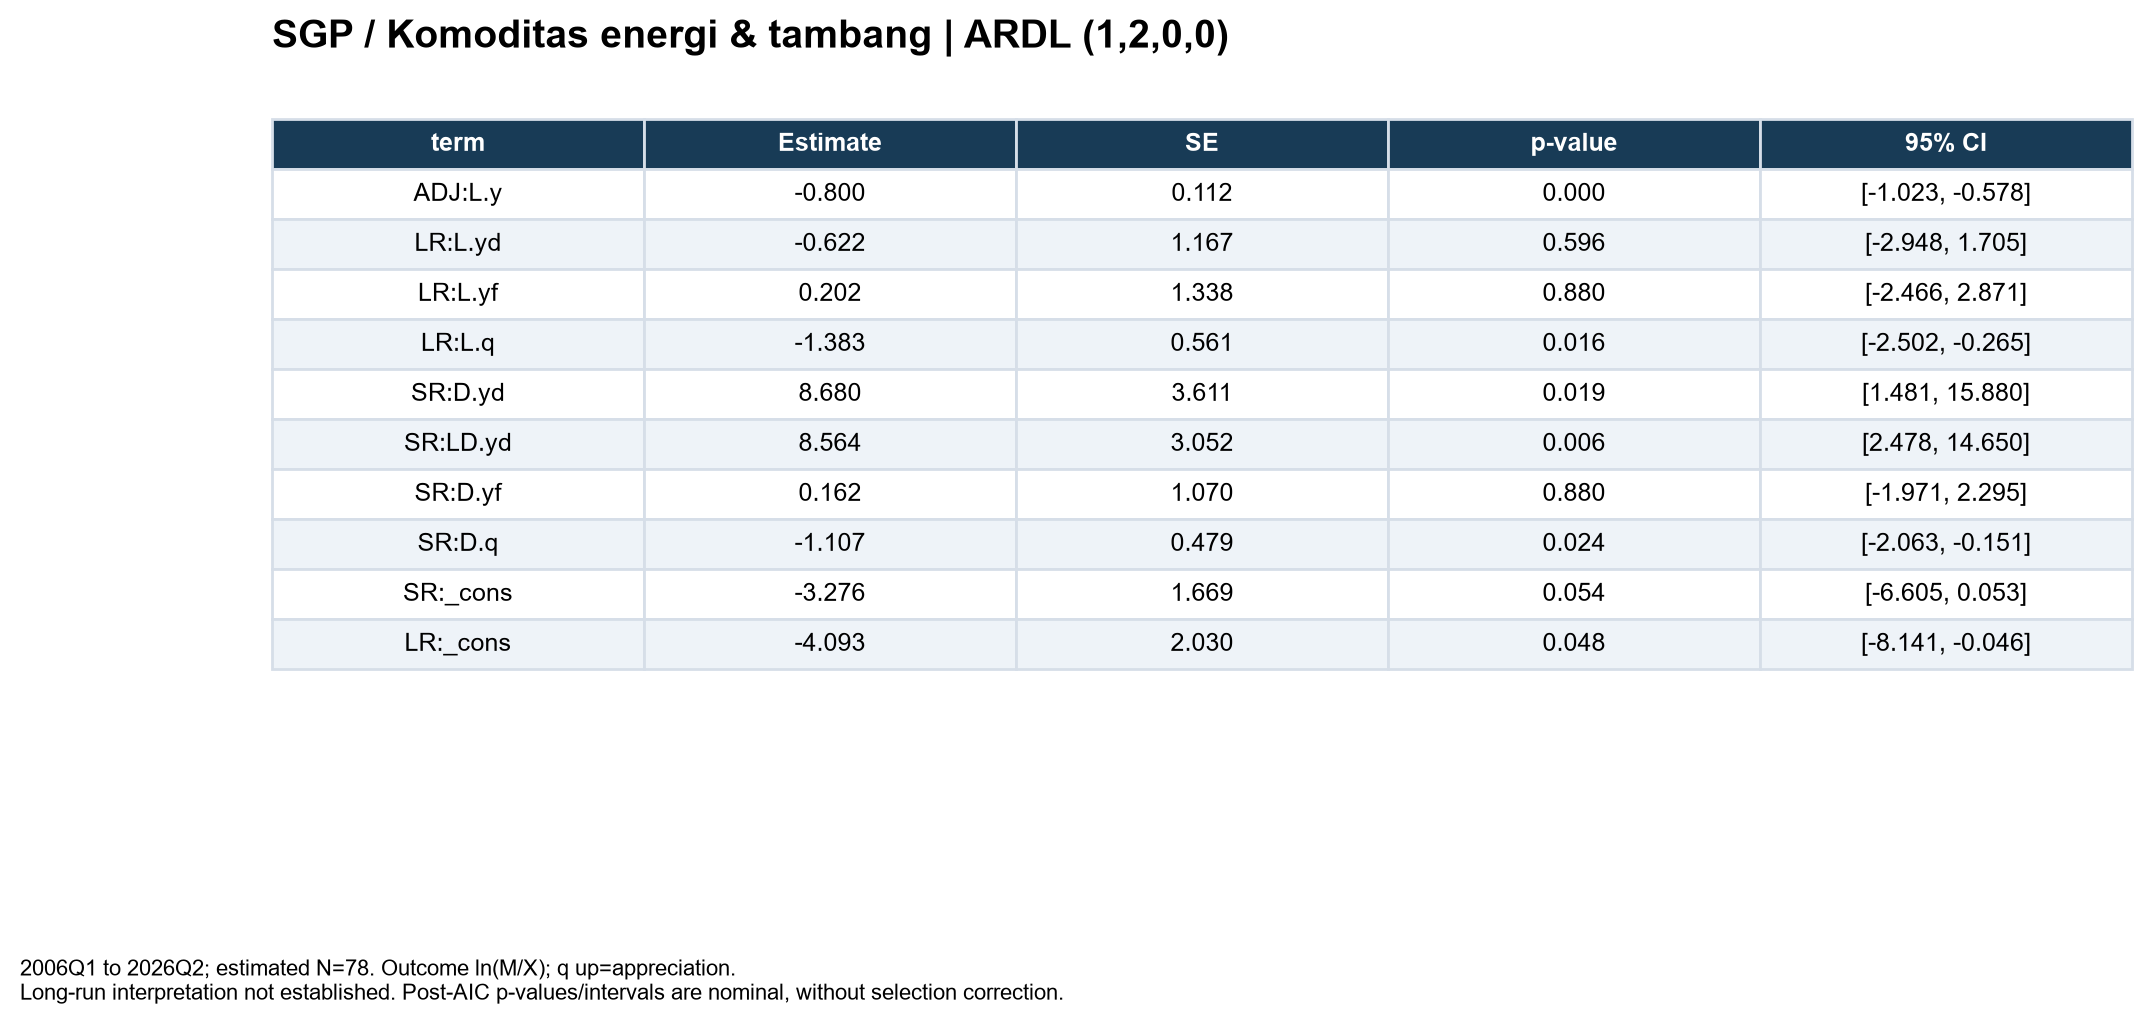 SGP / Komoditas energi & tambang | ARDL (1,2,0,0)
term Estimate SE p-value 95% CI
ADJ:L.y -0.800 0.112 0.000 [-1.023, -0.578]
LR:L.yd -0.622 1.167 0.596 [-2.948, 1.705]
LR:L.yf 0.202 1.338 0.880 [-2.466, 2.871]
LR:L.q -1.383 0.561 0.016 [-2.502, -0.265]
SR:D.yd 8.680 3.611 0.019 [1.481, 15.880]
SR:LD.yd 8.564 3.052 0.006 [2.478, 14.650]
SR:D.yf 0.162 1.070 0.880 [-1.971, 2.295]
SR:D.q -1.107 0.479 0.024 [-2.063, -0.151]
SR:_cons -3.276 1.669 0.054 [-6.605, 0.053]
LR:_cons -4.093 2.030 0.048 [-8.141, -0.046]
2006Q1 to 2026Q2; estimated N=78. Outcome ln(M/X); q up=appreciation.
Long-run interpretation not established. Post-AIC p-values/intervals are nominal, without selection correction.